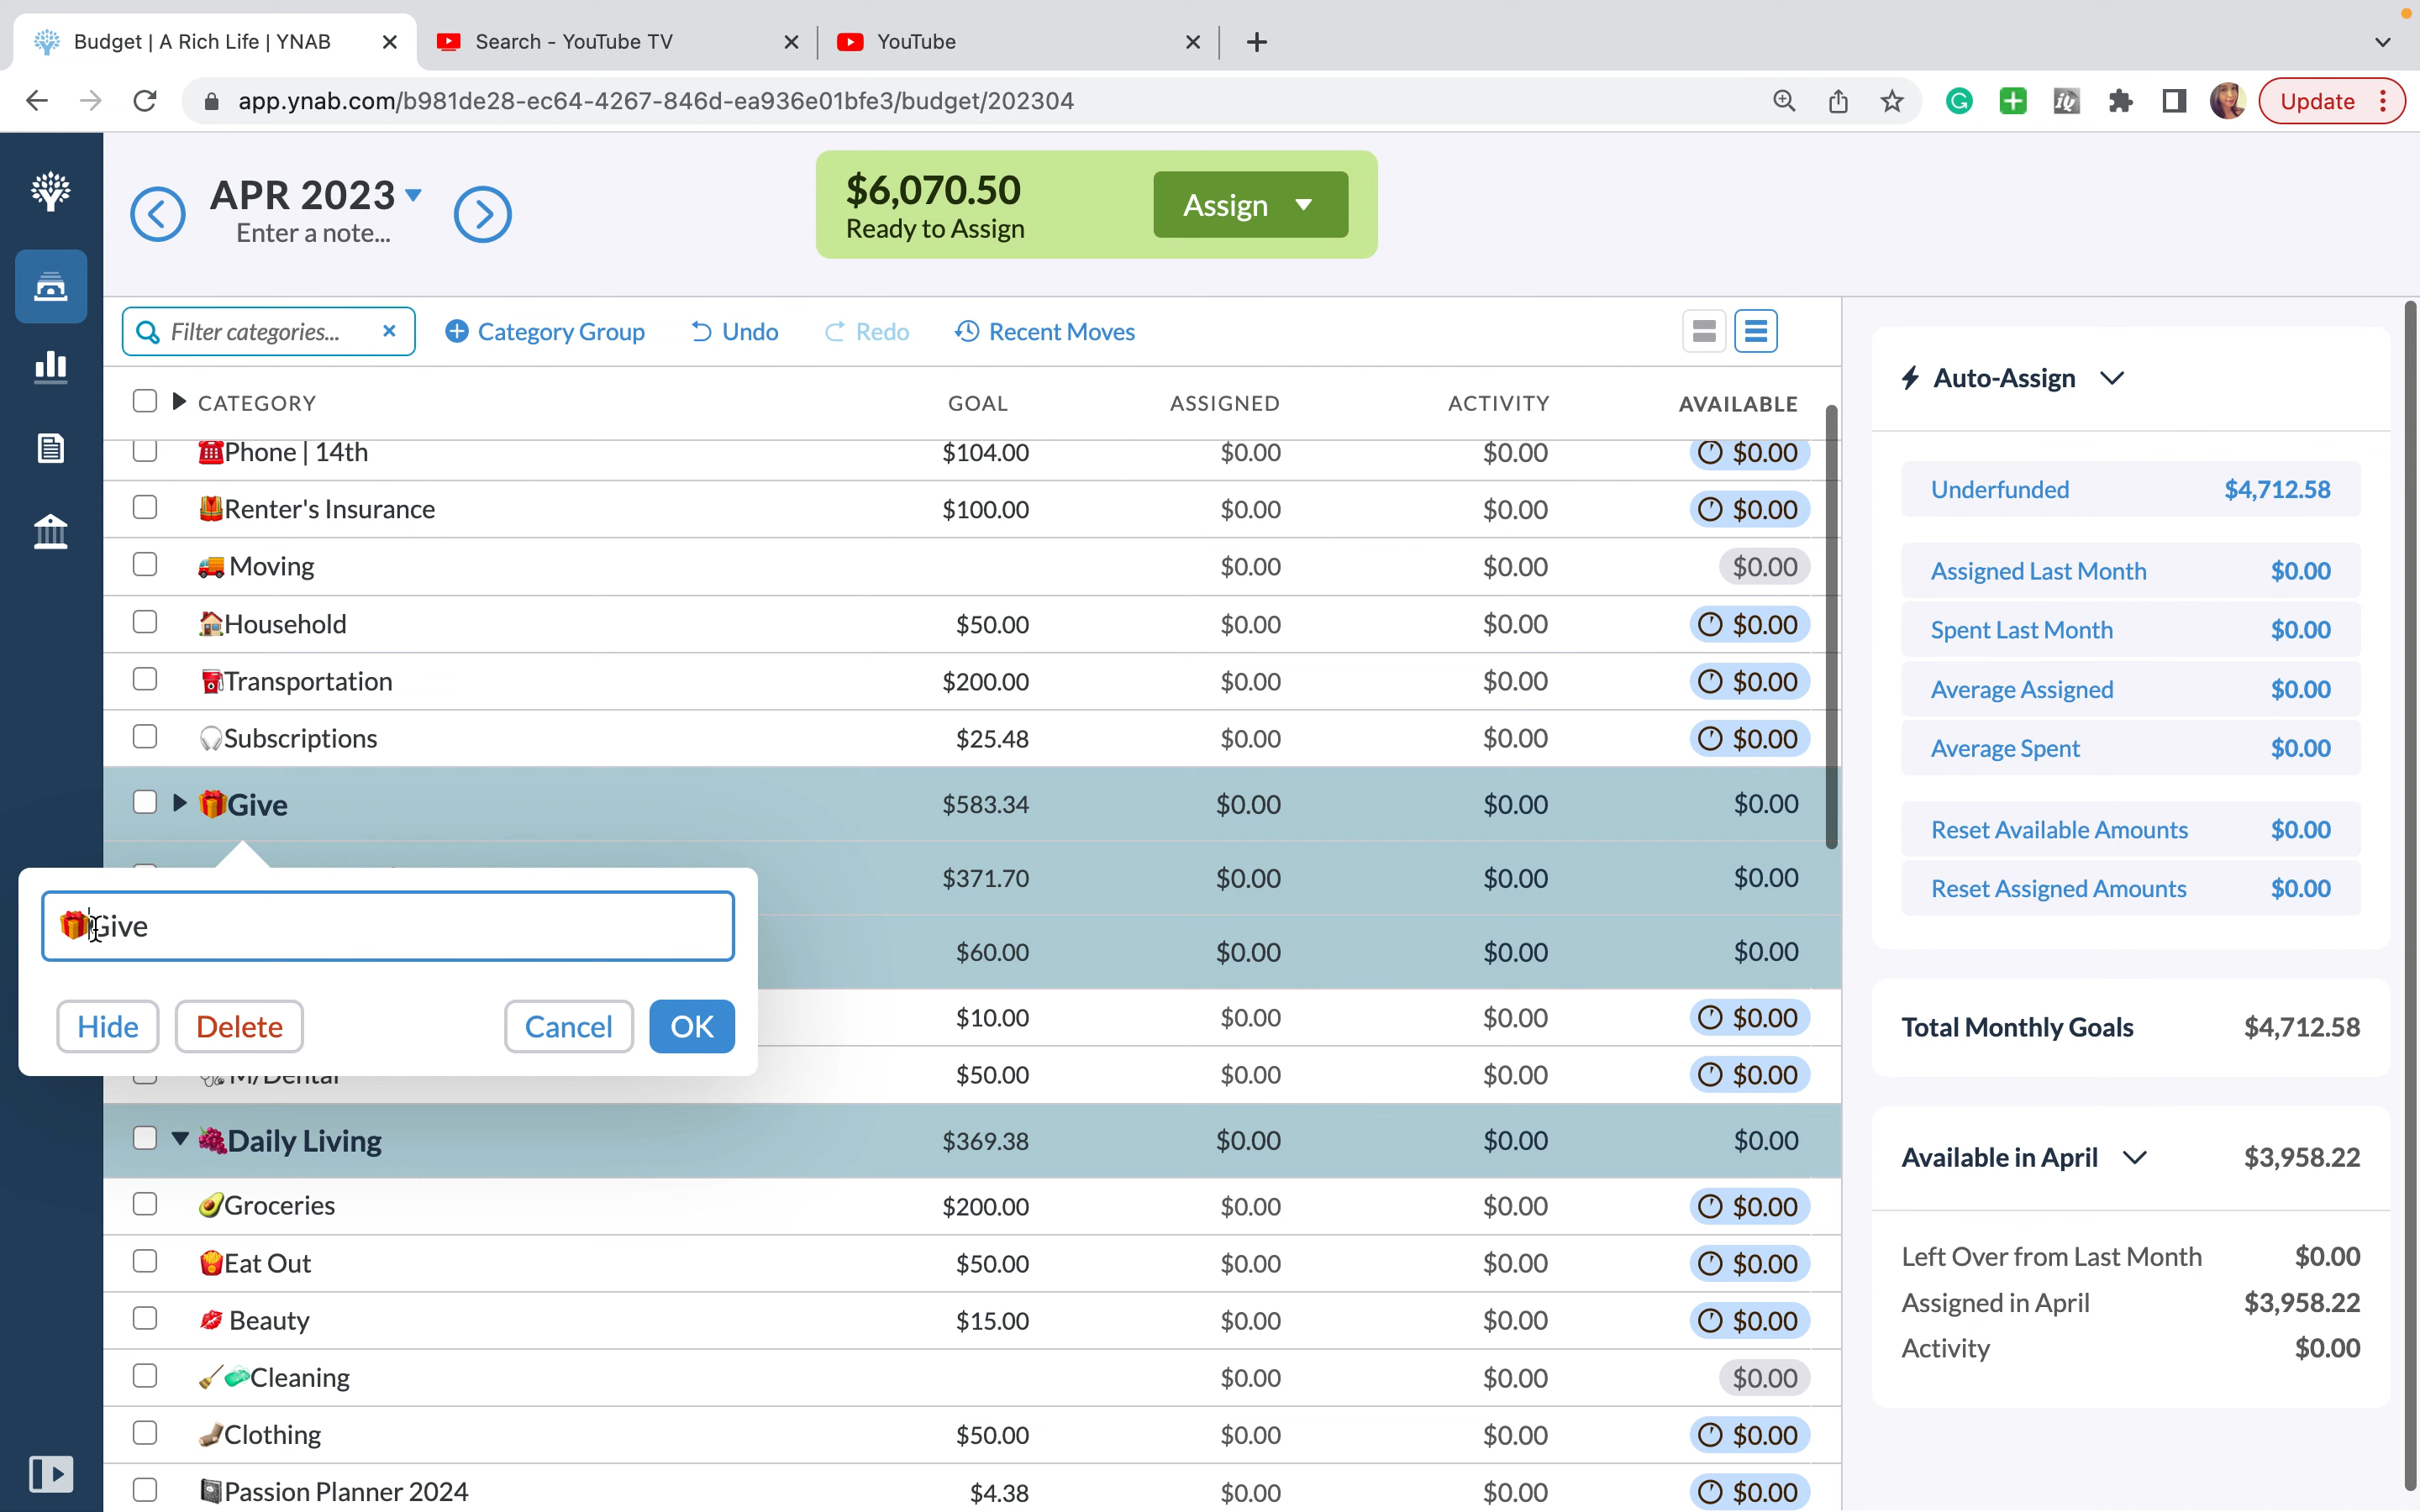 Budget | A Rich Life | YNAB
Search - YouTube TV
YouTube
app.ynab.com/b981de28-ec64-4267-846d-ea936e01bfe3/budget/202304
Update
APR 2023
Enter a note...
$6,070.50
Ready to Assign
Assign
Filter categories...
Category Group
Undo
Redo
Recent Moves
CATEGORY GOAL ASSIGNED ACTIVITY AVAILABLE
☎️Phone | 14th $104.00 $0.00 $0.00 $0.00
🦺Renter's Insurance $100.00 $0.00 $0.00 $0.00
🚚 Moving $0.00 $0.00 $0.00
🏠Household $50.00 $0.00 $0.00 $0.00
⛽Transportation $200.00 $0.00 $0.00 $0.00
🎧Subscriptions $25.48 $0.00 $0.00 $0.00
🎁Give $583.34 $0.00 $0.00 $0.00
$371.70 $0.00 $0.00 $0.00
🎁Give
$60.00 $0.00 $0.00 $0.00
$10.00 $0.00 $0.00 $0.00
Hide
Delete
Cancel
OK
🩺M/Dental $50.00 $0.00 $0.00 $0.00
🍇Daily Living $369.38 $0.00 $0.00 $0.00
🥑Groceries $200.00 $0.00 $0.00 $0.00
🍟Eat Out $50.00 $0.00 $0.00 $0.00
💋 Beauty $15.00 $0.00 $0.00 $0.00
🧹🧼Cleaning $0.00 $0.00 $0.00
🧦Clothing $50.00 $0.00 $0.00 $0.00
📓Passion Planner 2024 $4.38 $0.00 $0.00 $0.00
Auto-Assign
Underfunded $4,712.58
Assigned Last Month $0.00
Spent Last Month $0.00
Average Assigned $0.00
Average Spent $0.00
Reset Available Amounts $0.00
Reset Assigned Amounts $0.00
Total Monthly Goals $4,712.58
Available in April $3,958.22
Left Over from Last Month $0.00
Assigned in April $3,958.22
Activity $0.00